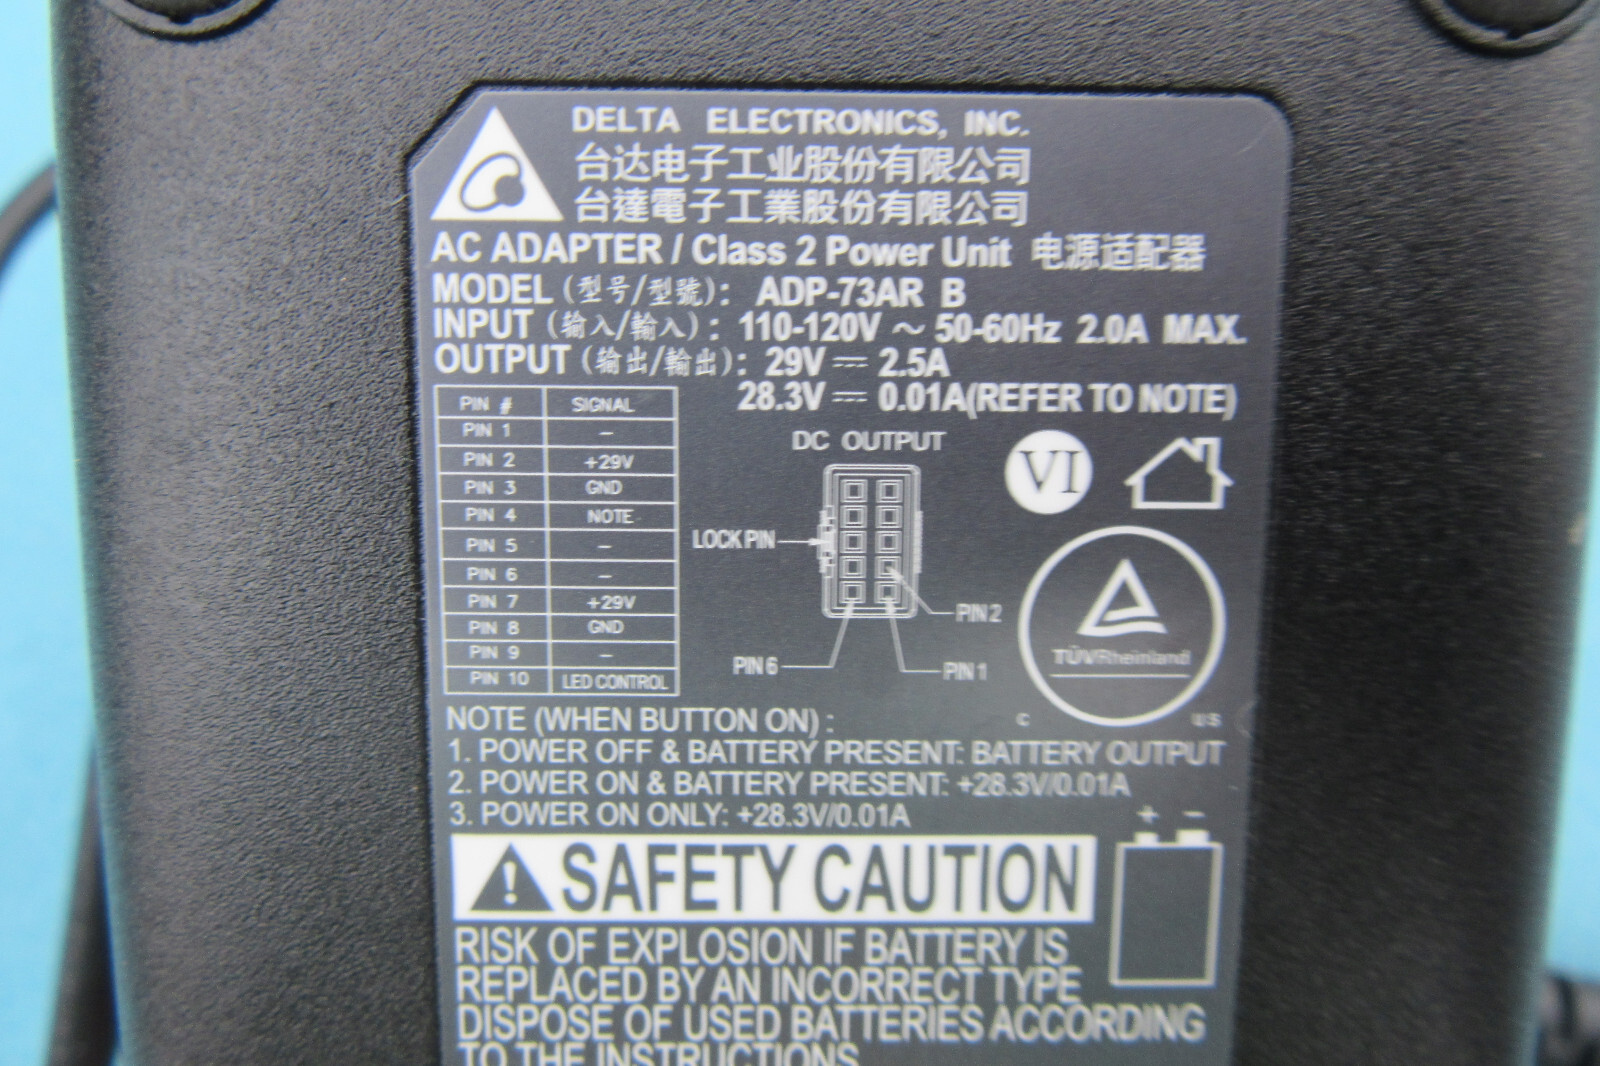 DELTA ELECTRONICS, INC.
台达电子工业股份有限公司
台達電子工業股份有限公司
AC ADAPTER / Class 2 Power Unit 电源适配器
MODEL (型号/型號): ADP-73AR B
INPUT (输入/輸入): 110-120V ~ 50-60Hz 2.0A MAX.
OUTPUT (输出/輸出): 29V ⎓ 2.5A
28.3V ⎓ 0.01A(REFER TO NOTE)
PIN # SIGNAL
PIN 1 –
PIN 2 +29V
PIN 3 GND
PIN 4 NOTE
PIN 5 –
PIN 6 –
PIN 7 +29V
PIN 8 GND
PIN 9 –
PIN 10 LED CONTROL
DC OUTPUT
LOCK PIN
PIN 2
PIN 6
PIN 1
VI
TÜVRheinland
C US
NOTE (WHEN BUTTON ON) :
1. POWER OFF & BATTERY PRESENT: BATTERY OUTPUT
2. POWER ON & BATTERY PRESENT: +28.3V/0.01A
3. POWER ON ONLY: +28.3V/0.01A
+ –
SAFETY CAUTION
RISK OF EXPLOSION IF BATTERY IS
REPLACED BY AN INCORRECT TYPE
DISPOSE OF USED BATTERIES ACCORDING
TO THE INSTRUCTIONS